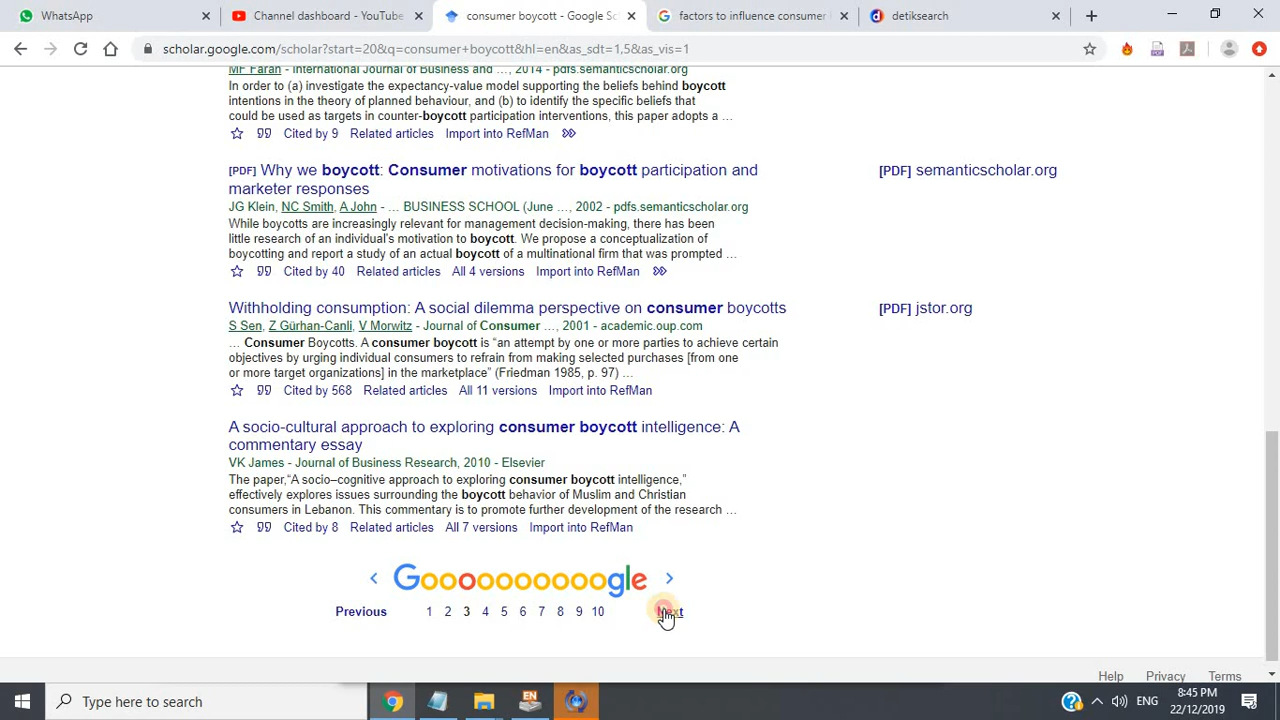 WhatsApp
Channel dashboard - YouTube
consumer boycott - Google Sc
factors to influence consumer
detiksearch
scholar.google.com/scholar?start=20&q=consumer+boycott&hl=en&as_sdt=1,5&as_vis=1
MF Farah - International Journal of Business and ..., 2014 - pdfs.semanticscholar.org
In order to (a) investigate the expectancy-value model supporting the beliefs behind boycott
intentions in the theory of planned behaviour, and (b) to identify the specific beliefs that
could be used as targets in counter-boycott participation interventions, this paper adopts a ...
Cited by 9 Related articles Import into RefMan
[PDF] Why we boycott: Consumer motivations for boycott participation and
marketer responses
[PDF] semanticscholar.org
JG Klein, NC Smith, A John - ... BUSINESS SCHOOL (June ..., 2002 - pdfs.semanticscholar.org
While boycotts are increasingly relevant for management decision-making, there has been
little research of an individual's motivation to boycott. We propose a conceptualization of
boycotting and report a study of an actual boycott of a multinational firm that was prompted ...
Cited by 40 Related articles All 4 versions Import into RefMan
Withholding consumption: A social dilemma perspective on consumer boycotts
[PDF] jstor.org
S Sen, Z Gürhan-Canli, V Morwitz - Journal of Consumer ..., 2001 - academic.oup.com
... Consumer Boycotts. A consumer boycott is "an attempt by one or more parties to achieve certain
objectives by urging individual consumers to refrain from making selected purchases [from one
or more target organizations] in the marketplace" (Friedman 1985, p. 97) ...
Cited by 568 Related articles All 11 versions Import into RefMan
A socio-cultural approach to exploring consumer boycott intelligence: A
commentary essay
VK James - Journal of Business Research, 2010 - Elsevier
The paper,"A socio–cognitive approach to exploring consumer boycott intelligence,"
effectively explores issues surrounding the boycott behavior of Muslim and Christian
consumers in Lebanon. This commentary is to promote further development of the research ...
Cited by 8 Related articles All 7 versions Import into RefMan
Gooooooooooogle
Previous 1 2 3 4 5 6 7 8 9 10 Next
Help Privacy Terms
Type here to search
EN
ENG
8:45 PM
22/12/2019